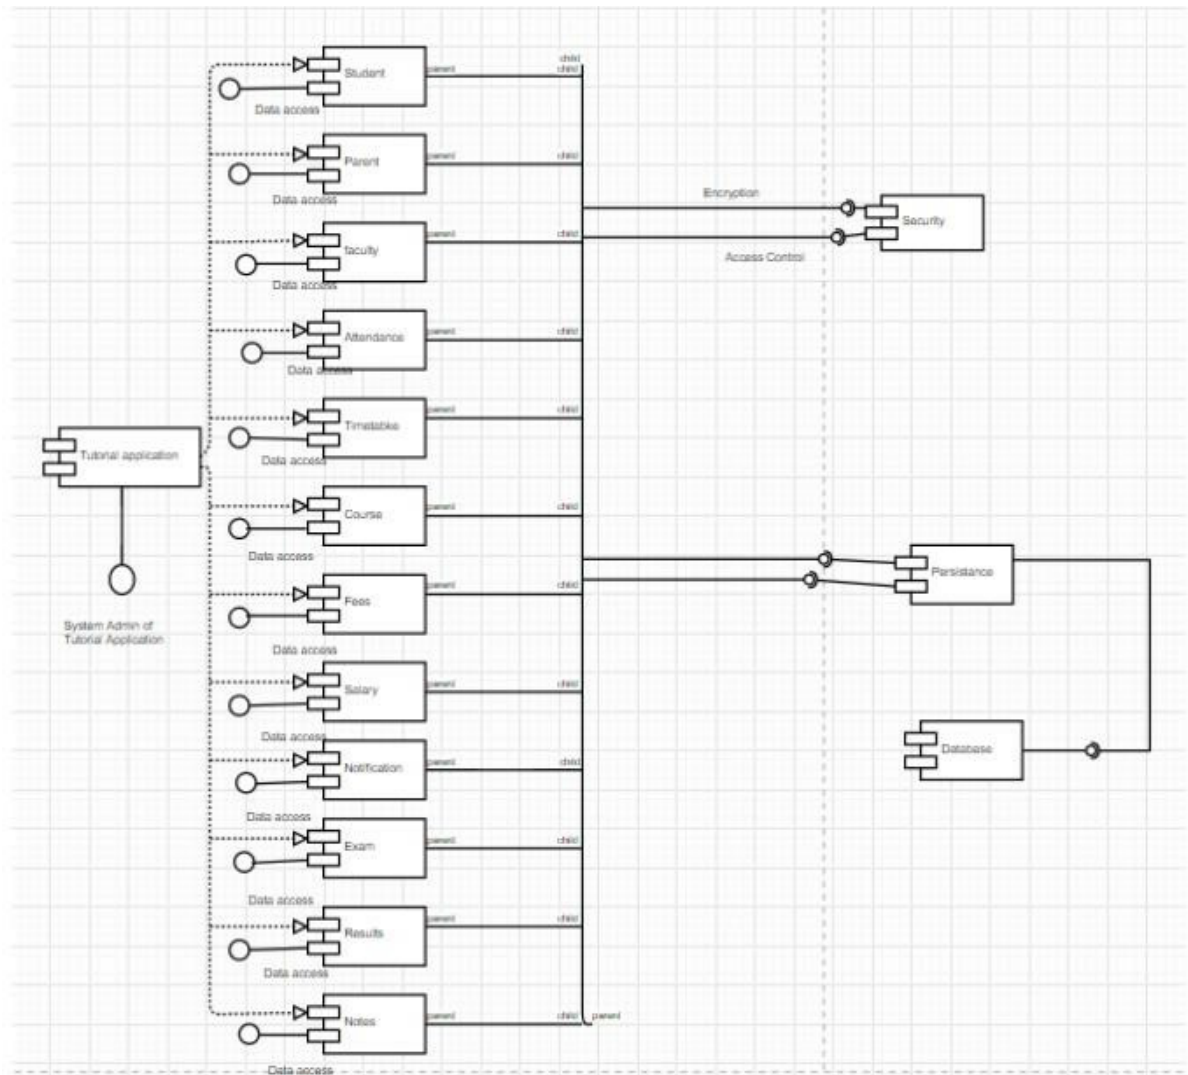 child
child
Student
parent
Data access
Parent
parent
child
Data access
Encryption
Security
faculty
parent
child
Access Control
Data access
Attendance
parent
child
Data access
Timetable
parent
child
Tutorial application
Data access
Course
parent
child
Data access
Persistance
Fees
parent
child
System Admin of
Tutorial Application
Data access
Salary
parent
child
Data access
Notification
parent
child
Database
Data access
Exam
parent
child
Data access
Results
parent
child
Data access
Notes
parent
child
parent
Data access